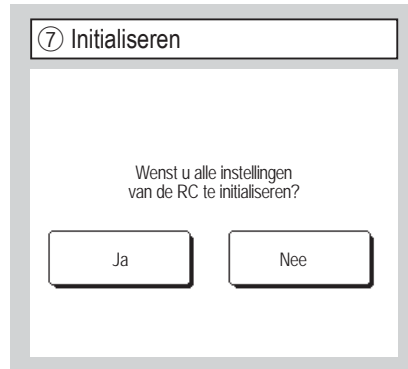 ⑦ Initialiseren
Wenst u alle instellingen
van de RC te initialiseren?
Ja
Nee